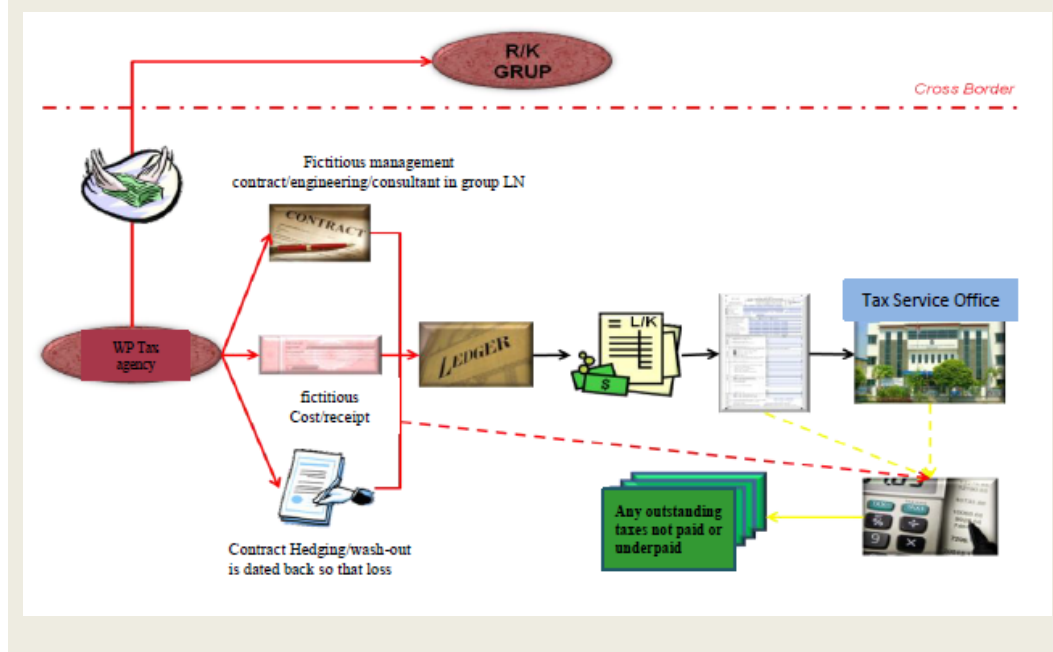 R/K
GRUP
Cross Border
Fictitious management
contract/engineering/consultant in group LN
CONTRACT
Tax Service Office
WP Tax
agency
LEDGER
L/K
$
fictitious
Cost/receipt
Any outstanding
taxes not paid or
underpaid
Contract Hedging/wash-out
is dated back so that loss